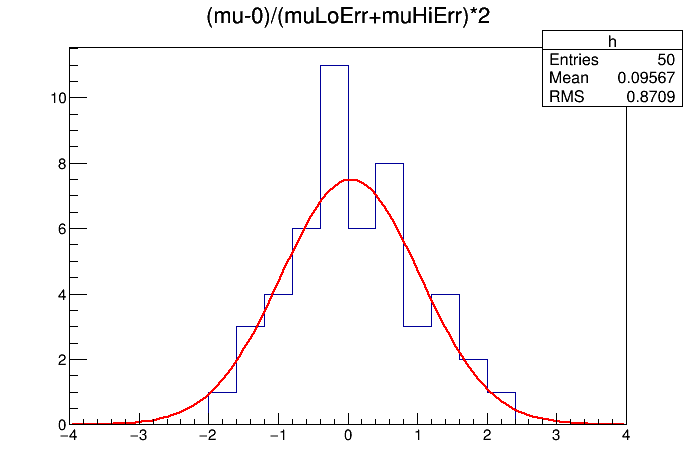 (mu-0)/(muLoErr+muHiErr)*2
h
Entries 50
Mean 0.09567
RMS 0.8709
10
8
6
4
2
0
−4 −3 −2 −1 0 1 2 3 4